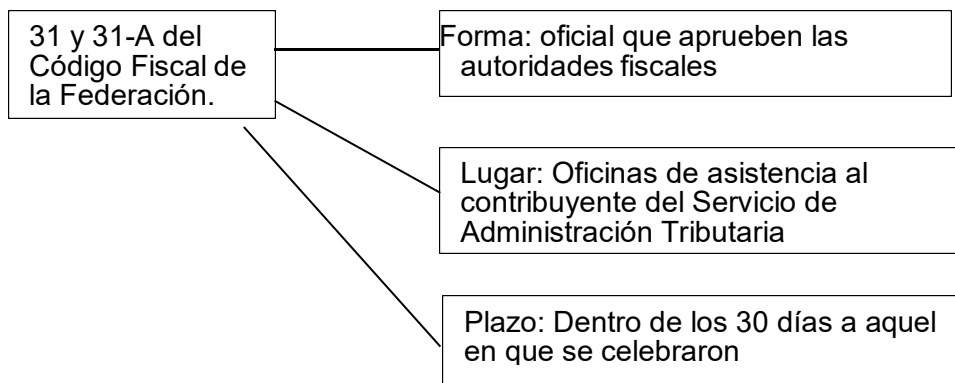 31 y 31-A del
Código Fiscal de
la Federación.
Forma: oficial que aprueben las
autoridades fiscales
Lugar: Oficinas de asistencia al
contribuyente del Servicio de
Administración Tributaria
Plazo: Dentro de los 30 días a aquel
en que se celebraron